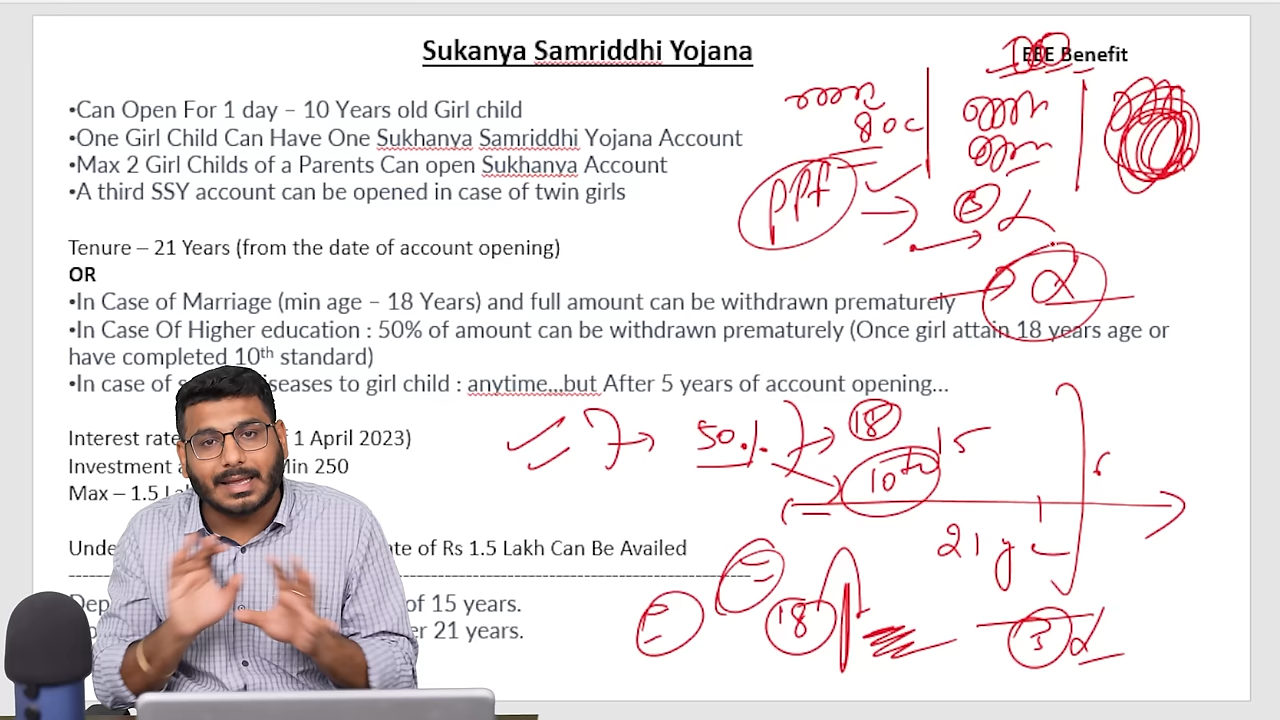 Sukanya Samriddhi Yojana
EEE Benefit
•Can Open For 1 day – 10 Years old Girl child
•One Girl Child Can Have One Sukhanya Samriddhi Yojana Account
•Max 2 Girl Childs of a Parents Can open Sukhanya Account
•A third SSY account can be opened in case of twin girls
80c
PPF
Tenure – 21 Years (from the date of account opening)
OR
•In Case of Marriage (min age – 18 Years) and full amount can be withdrawn prematurely
•In Case Of Higher education : 50% of amount can be withdrawn prematurely (Once girl attain 18 years age or
have completed 10th standard)
•In case of diseases to girl child : anytime...but After 5 years of account opening...
Interest rate 1 April 2023)
Investment Min 250
Max – 1.5
50% 18
10th 15
21 y
Rs 1.5 Lakh Can Be Availed
of 15 years.
21 years.
18